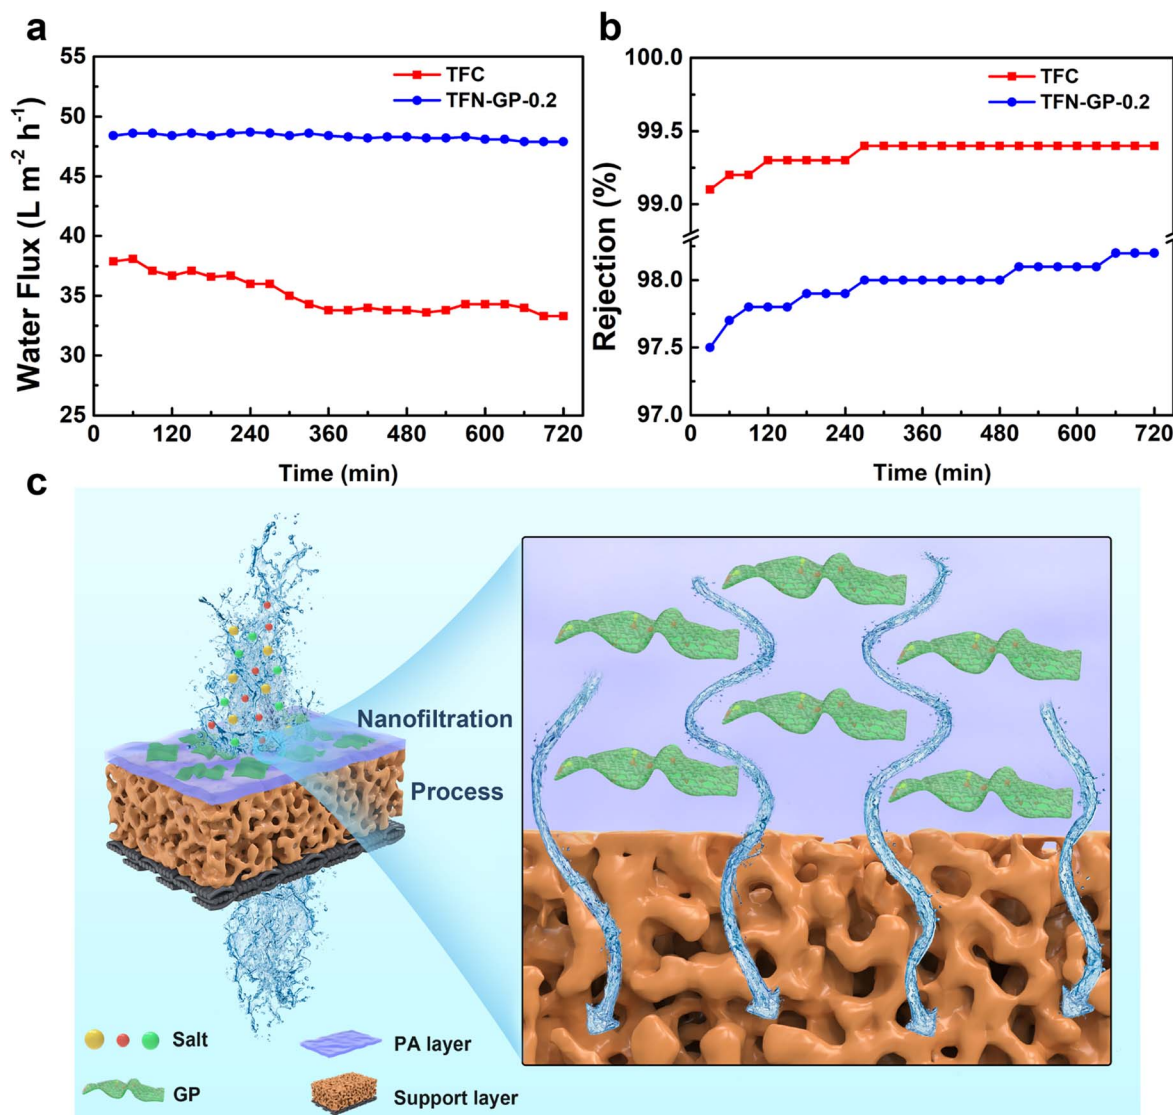 a
TFC
TFN-GP-0.2
Water Flux (L m⁻² h⁻¹)
55
50
45
40
35
30
25
0 120 240 360 480 600 720
Time (min)
b
TFC
TFN-GP-0.2
Rejection (%)
100.0
99.5
99.0
98.0
97.5
97.0
0 120 240 360 480 600 720
Time (min)
c
Nanofiltration
Process
Salt
PA layer
GP
Support layer